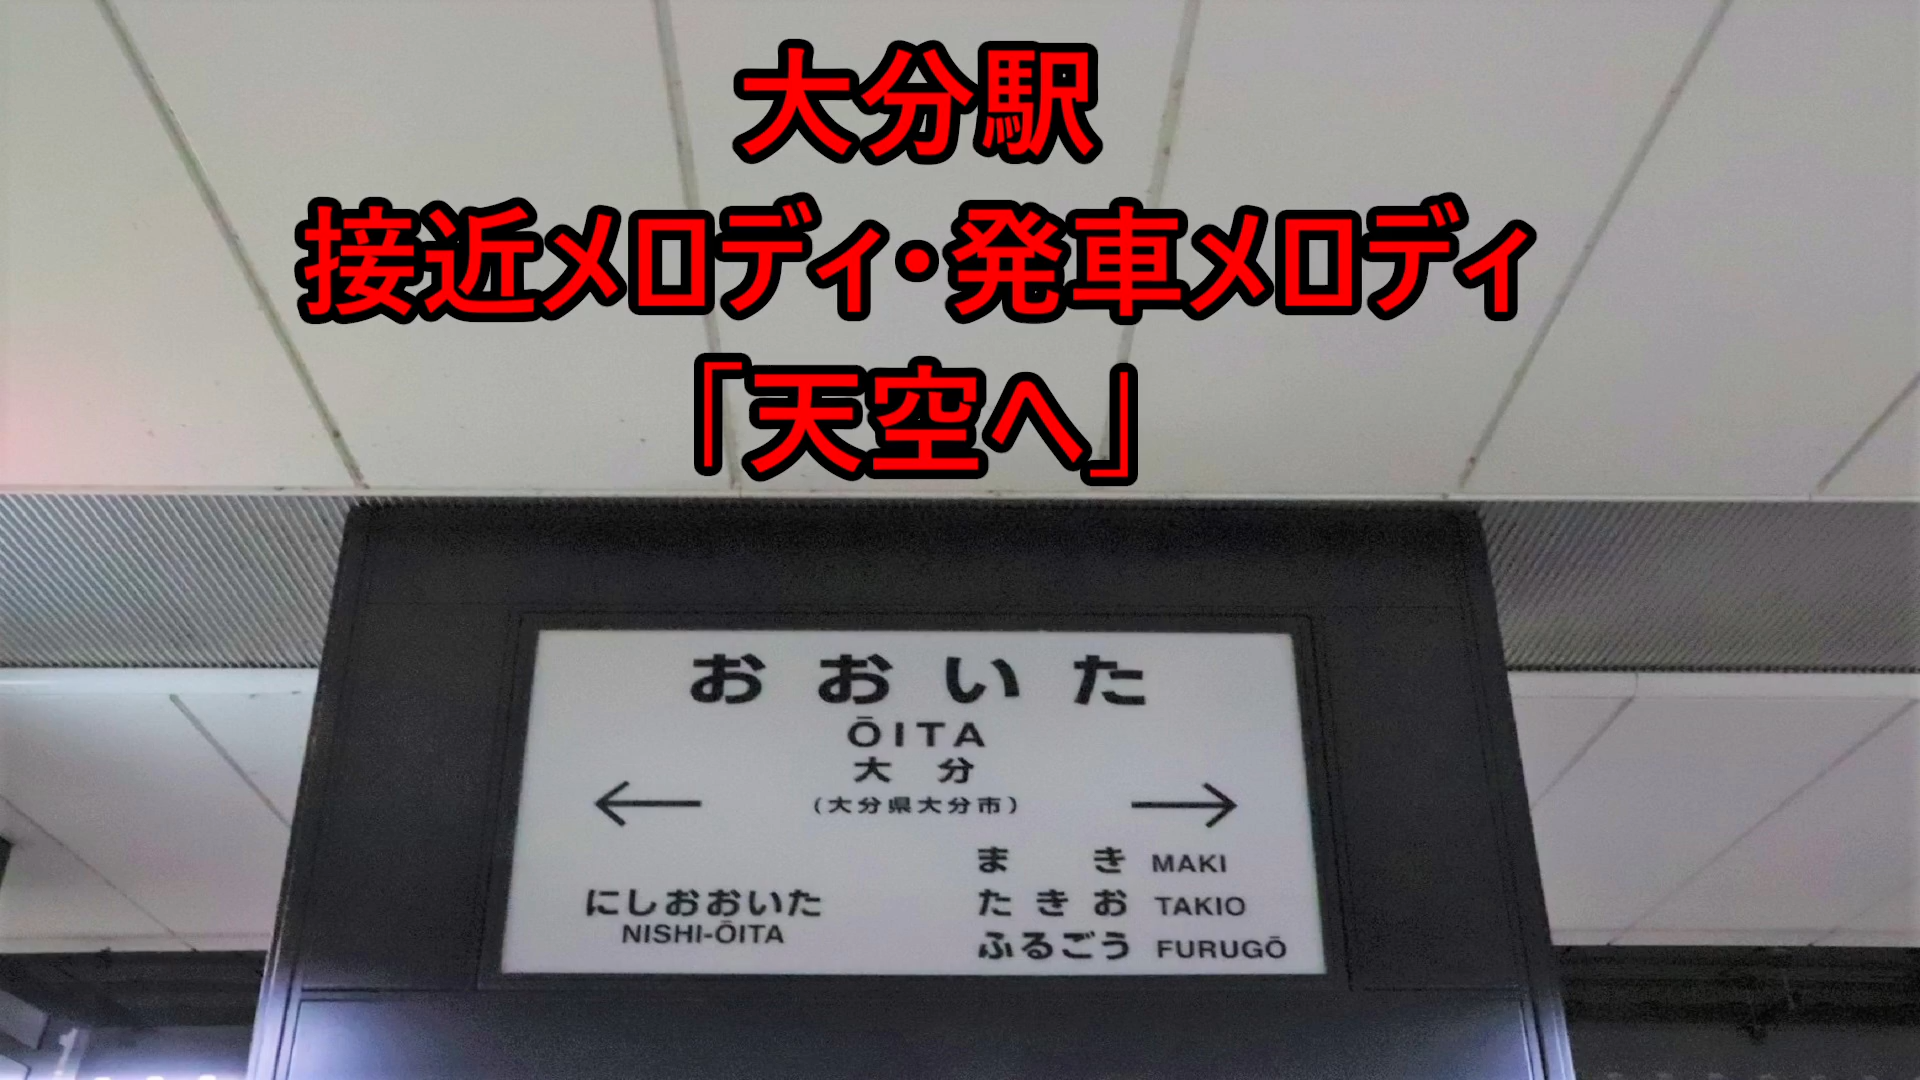 大分駅
接近メロディ・発車メロディ
「天空へ」
おおいた
ŌITA
大分
(大分県大分市)
← →
まき MAKI
にしおおいた たきお TAKIO
NISHI-ŌITA ふるごう FURUGŌ